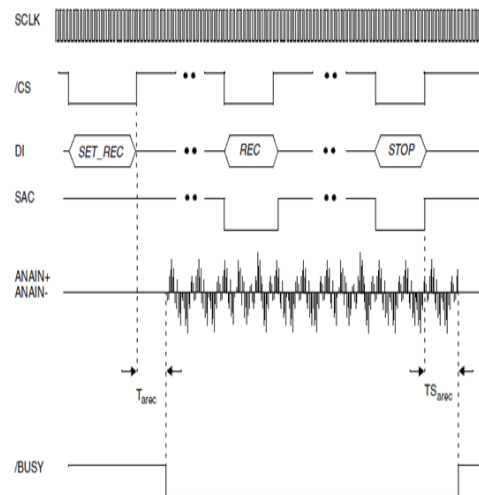 SCLK
/CS
DI SET_REC REC STOP
SAC
ANAIN+
ANAIN-
Tarec TSarec
/BUSY